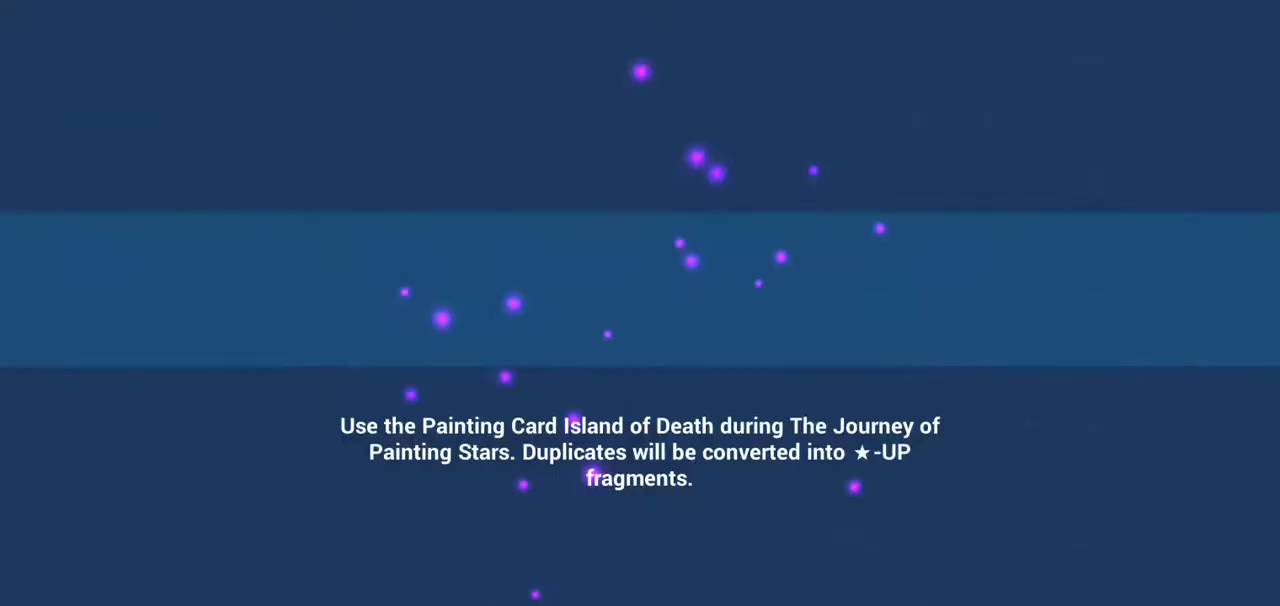 Use the Painting Card Island of Death during The Journey of
Painting Stars. Duplicates will be converted into ★-UP
fragments.